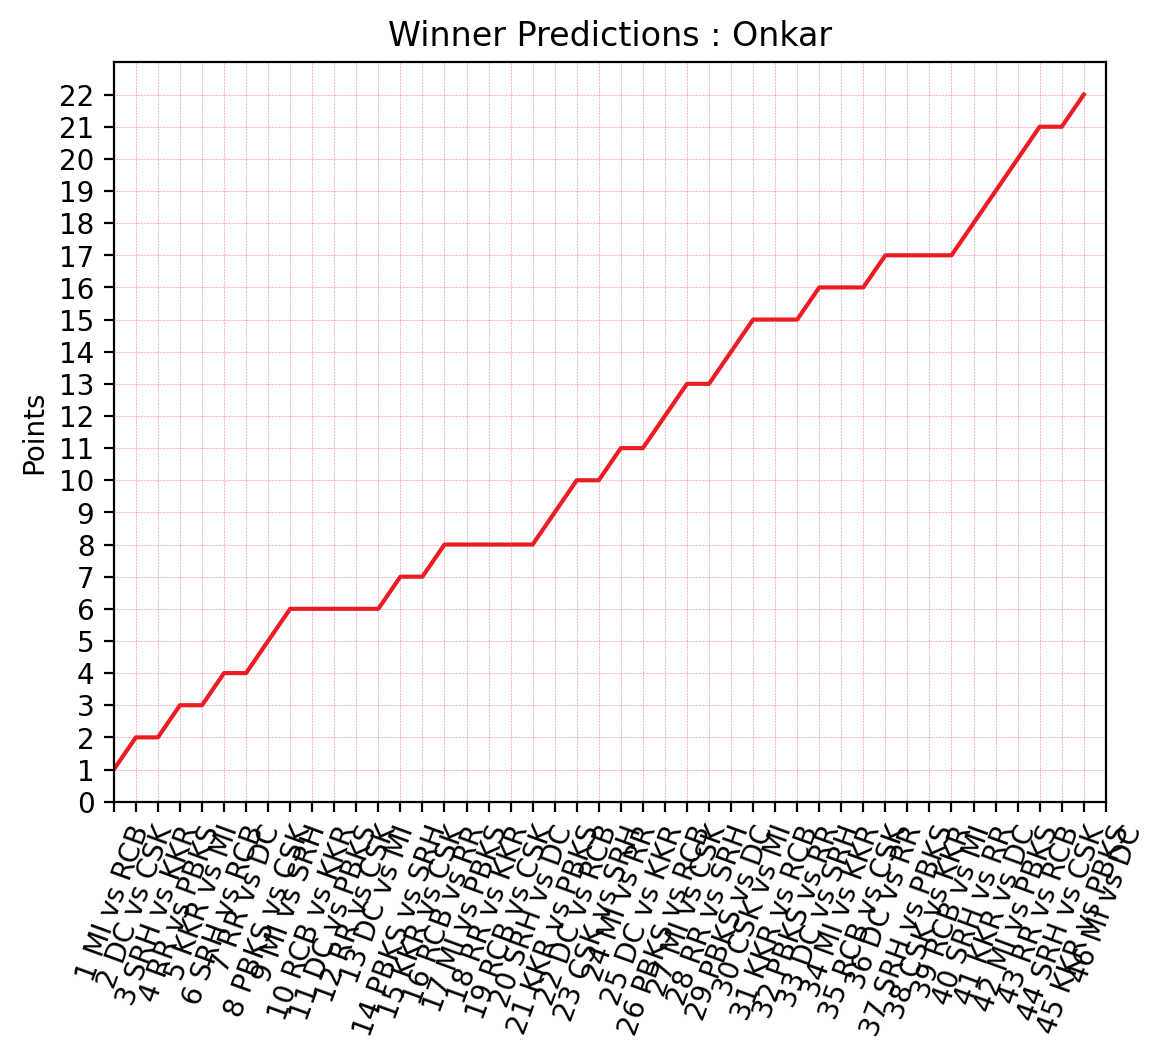 Winner Predictions : Onkar
22
21
20
19
18
17
16
15
14
13
12
11
10
9
8
7
6
5
4
3
2
1
0
Points
1 MI vs RCB
2 DC vs CSK
3 SRH vs KKR
4 RR vs PBKS
5 KKR vs MI
6 SRH vs RCB
7 RR vs DC
8 PBKS vs CSK
9 MI vs SRH
10 RCB vs KKR
11 DC vs PBKS
12 RR vs CSK
13 DC vs MI
14 PBKS vs SRH
15 KKR vs CSK
16 RCB vs RR
17 MI vs PBKS
18 RR vs KKR
19 RCB vs CSK
20 SRH vs DC
21 KKR vs PBKS
22 DC vs RCB
23 CSK vs SRH
24 MI vs RR
25 DC vs KKR
26 PBKS vs RCB
27 MI vs CSK
28 RR vs SRH
29 PBKS vs DC
30 CSK vs MI
31 KKR vs RCB
32 PBKS vs RR
33 DC vs SRH
34 MI vs KKR
35 RCB vs CSK
36 DC vs RR
37 SRH vs PBKS
38 CSK vs KKR
39 RCB vs MI
40 SRH vs RR
41 KKR vs DC
42 MI vs PBKS
43 RR vs RCB
44 SRH vs CSK
45 KKR vs PBKS
46 MI vs DC